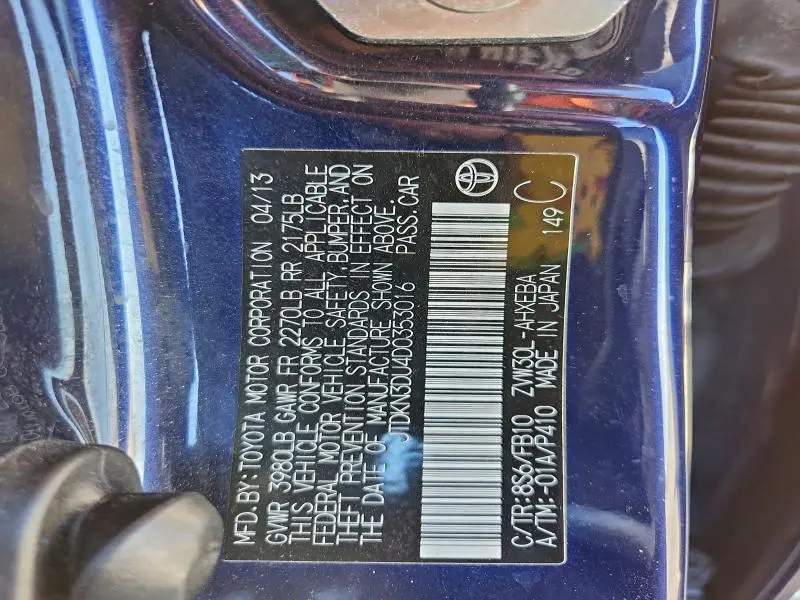 MFD.BY: TOYOTA MOTOR CORPORATION 04/13
GVWR 3980LB GAWR FR 2270LB RR 2175LB
THIS VEHICLE CONFORMS TO ALL APPLICABLE
FEDERAL MOTOR VEHICLE SAFETY, BUMPER, AND
THEFT PREVENTION STANDARDS IN EFFECT ON
THE DATE OF MANUFACTURE SHOWN ABOVE.
JTDKN3DU4D0353016 PASS. CAR
C/TR:8S6/FB10 ZVW30L-AHXEBA
A/TM:-01A/P410 MADE IN JAPAN 149 C